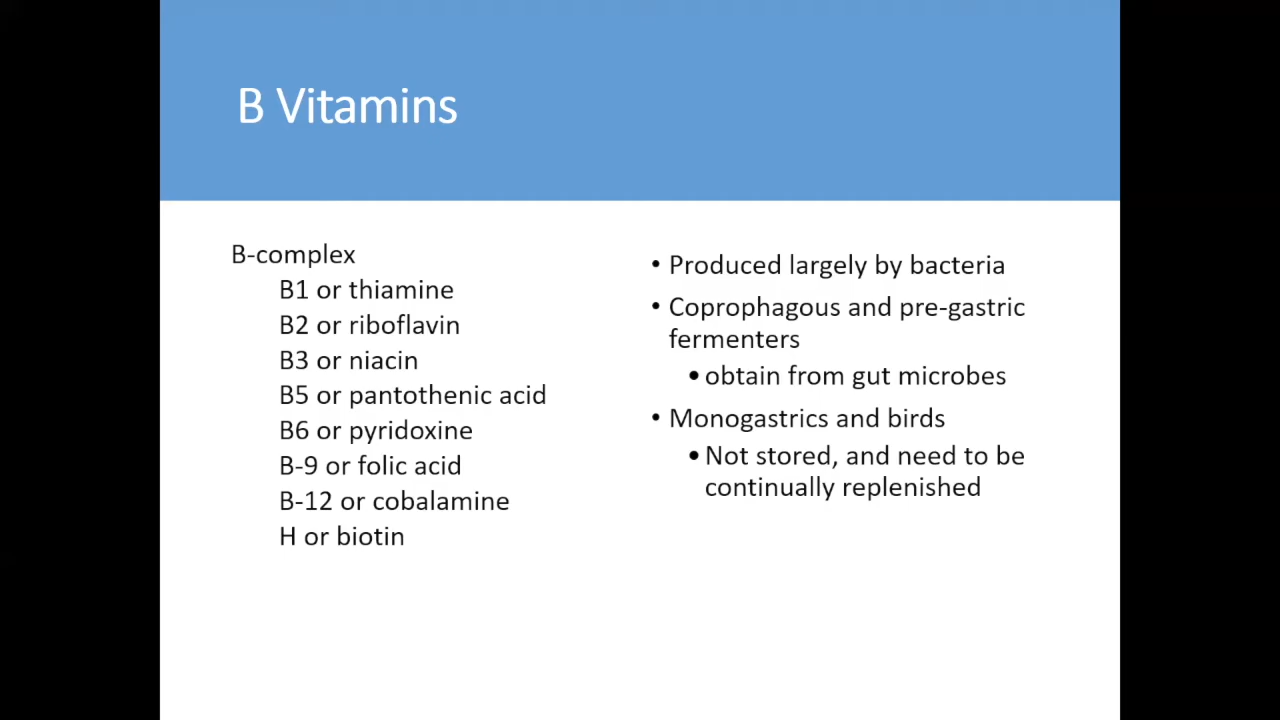 B Vitamins
B-complex
B1 or thiamine
B2 or riboflavin
B3 or niacin
B5 or pantothenic acid
B6 or pyridoxine
B-9 or folic acid
B-12 or cobalamine
H or biotin
• Produced largely by bacteria
• Coprophagous and pre-gastric
fermenters
• obtain from gut microbes
• Monogastrics and birds
• Not stored, and need to be
continually replenished